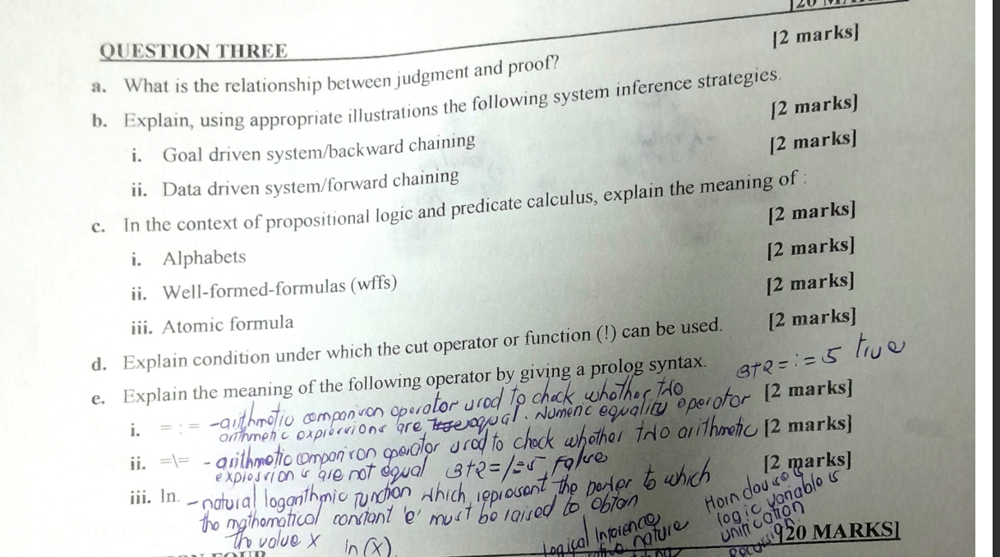 QUESTION THREE
a. What is the relationship between judgment and proof? [2 marks]
b. Explain, using appropriate illustrations the following system inference strategies.
i. Goal driven system/backward chaining [2 marks]
ii. Data driven system/forward chaining [2 marks]
c. In the context of propositional logic and predicate calculus, explain the meaning of :
i. Alphabets [2 marks]
ii. Well-formed-formulas (wffs) [2 marks]
iii. Atomic formula [2 marks]
d. Explain condition under which the cut operator or function (!) can be used. [2 marks]
e. Explain the meaning of the following operator by giving a prolog syntax.
3+2=:=5 true
i. =:= - arithmetic comparison operator used to check whether two [2 marks]
arithmetic expressions are equal. Numeric equality operator
ii. =\= - arithmetic comparison operator used to check whether two arithmetic [2 marks]
expression s are not equal 3+2=/=5 false
iii. ln. - natural logarithmic function which represent the power to which [2 marks]
the mathematical constant 'e' must be raised to obtain
the value x ln(x)
Logical Inference
nature
Horn clause
logic variable is
unification
20 MARKS]